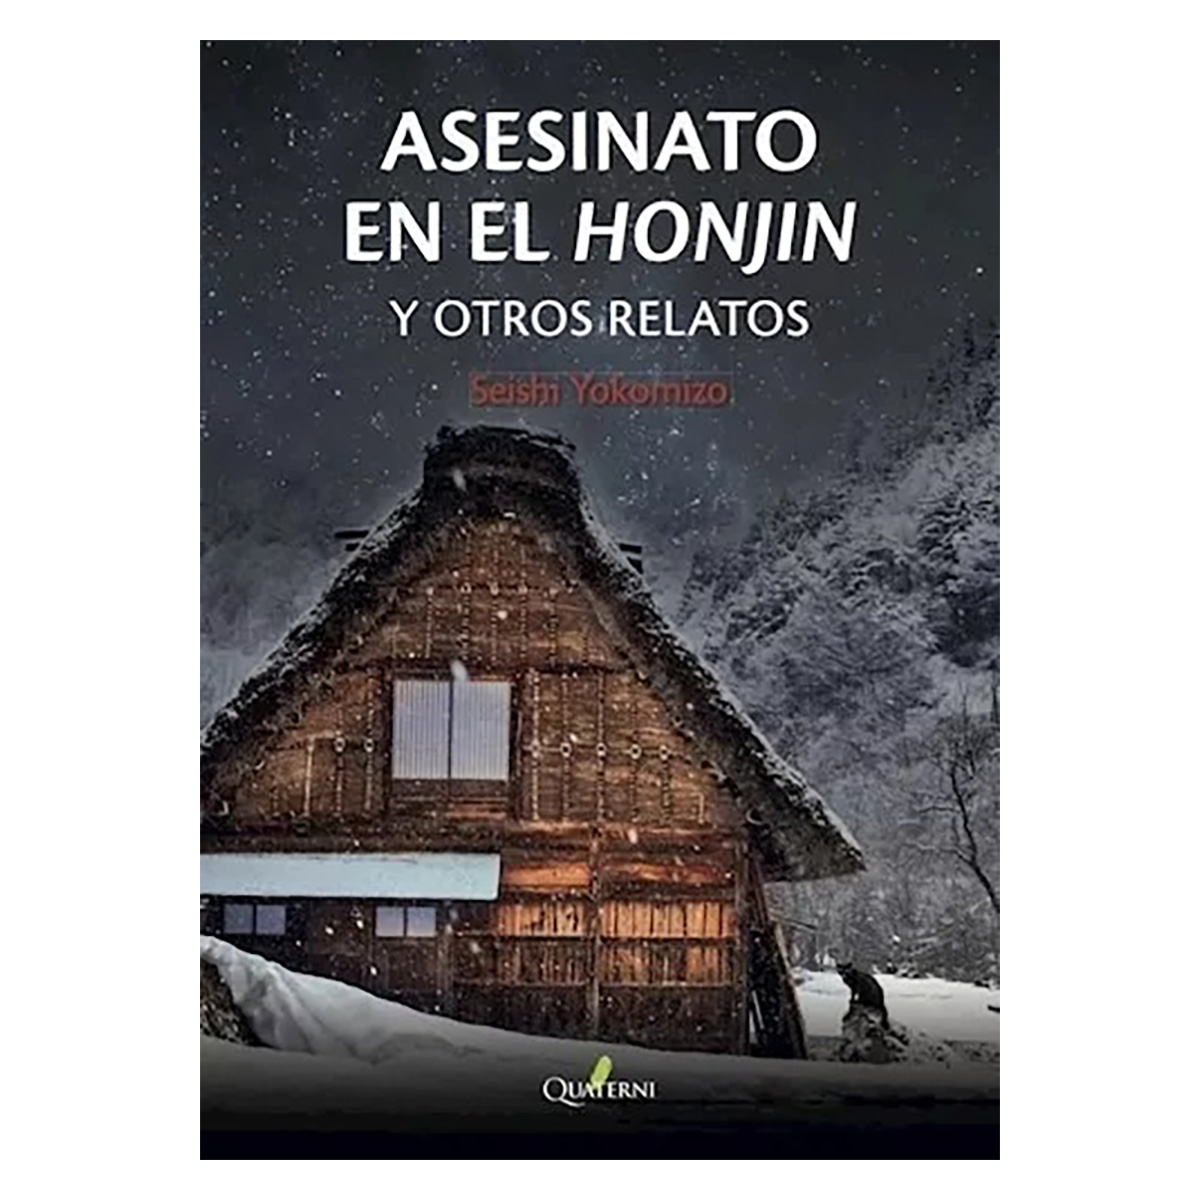 ASESINATO
EN EL HONJIN
Y OTROS RELATOS
Seishi Yokomizo
QUATERNI